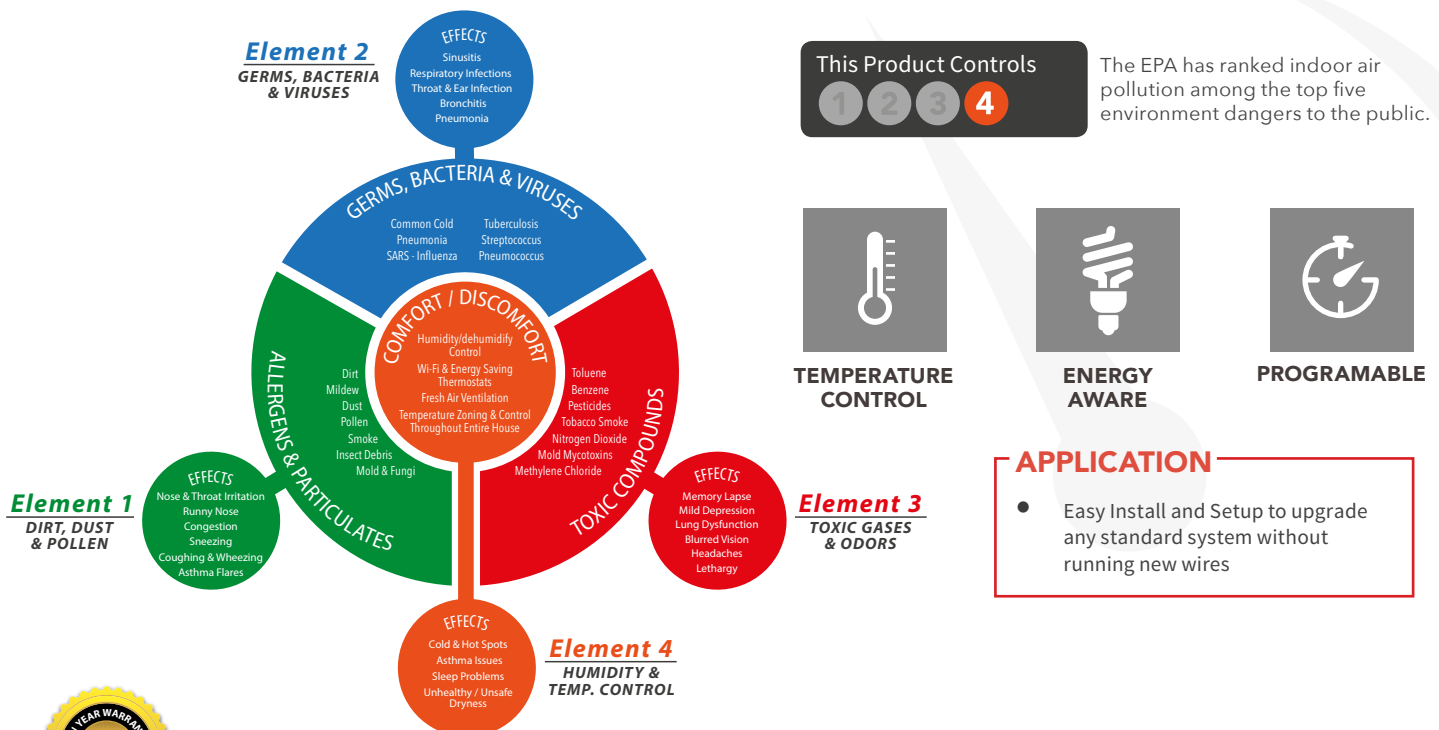 Element 2
GERMS, BACTERIA
& VIRUSES
EFFECTS
Sinusitis
Respiratory Infections
Throat & Ear Infection
Bronchitis
Pneumonia
GERMS, BACTERIA & VIRUSES
Common Cold
Pneumonia
SARS - Influenza
Tuberculosis
Streptococcus
Pneumococcus
COMFORT / DISCOMFORT
Humidity/dehumidify
Control
Wi-Fi & Energy Saving
Thermostats
Fresh Air Ventilation
Temperature Zoning & Control
Throughout Entire House
ALLERGENS & PARTICULATES
Dirt
Mildew
Dust
Pollen
Smoke
Insect Debris
Mold & Fungi
TOXIC COMPOUNDS
Toluene
Benzene
Pesticides
Tobacco Smoke
Nitrogen Dioxide
Mold Mycotoxins
Methylene Chloride
Element 1
DIRT, DUST
& POLLEN
EFFECTS
Nose & Throat Irritation
Runny Nose
Congestion
Sneezing
Coughing & Wheezing
Asthma Flares
EFFECTS
Memory Lapse
Mild Depression
Lung Dysfunction
Blurred Vision
Headaches
Lethargy
Element 3
TOXIC GASES
& ODORS
EFFECTS
Cold & Hot Spots
Asthma Issues
Sleep Problems
Unhealthy / Unsafe
Dryness
Element 4
HUMIDITY &
TEMP. CONTROL
This Product Controls
1 2 3 4
The EPA has ranked indoor air
pollution among the top five
environment dangers to the public.
TEMPERATURE
CONTROL
ENERGY
AWARE
PROGRAMABLE
APPLICATION
• Easy Install and Setup to upgrade
any standard system without
running new wires
YEAR